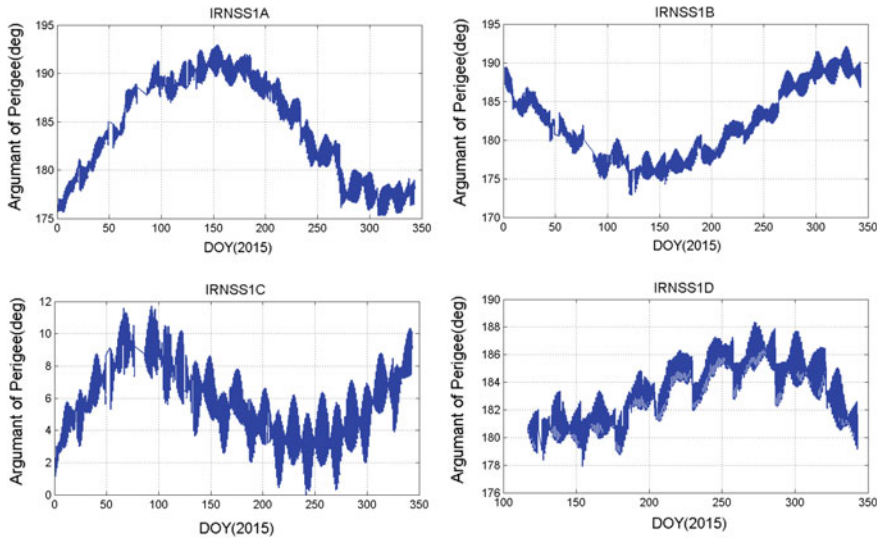 IRNSS1A
Argumant of Perigee(deg)
195
190
185
180
175
0 50 100 150 200 250 300 350
DOY(2015)
IRNSS1B
Argumant of Perigee(deg)
195
190
185
180
175
170
0 50 100 150 200 250 300 350
DOY(2015)
IRNSS1C
Argumant of Perigee(deg)
12
10
8
6
4
2
0
0 50 100 150 200 250 300 350
DOY(2015)
IRNSS1D
Argumant of Perigee(deg)
190
188
186
184
182
180
178
176
100 150 200 250 300 350
DOY(2015)